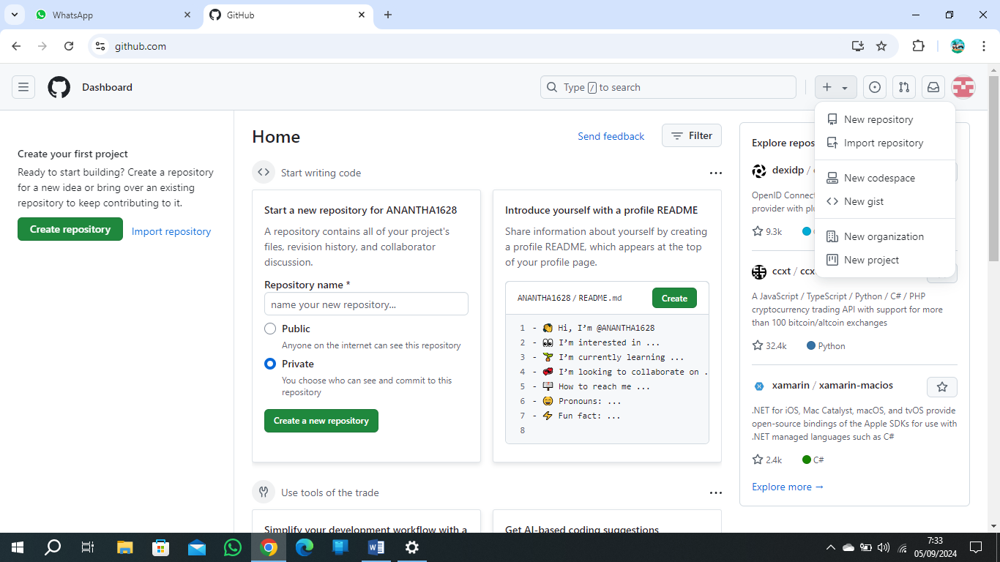 WhatsApp
GitHub
github.com
Dashboard
Type / to search
New repository
Import repository
New codespace
New gist
New organization
New project
Create your first project
Ready to start building? Create a repository
for a new idea or bring over an existing
repository to keep contributing to it.
Create repository
Import repository
Home
Send feedback
Filter
Start writing code
Start a new repository for ANANTHA1628
A repository contains all of your project's
files, revision history, and collaborator
discussion.
Repository name *
name your new repository...
Public
Anyone on the internet can see this repository
Private
You choose who can see and commit to this
repository
Create a new repository
Introduce yourself with a profile README
Share information about yourself by creating
a profile README, which appears at the top
of your profile page.
ANANTHA1628 / README.md
Create
1 - 👋 Hi, I'm @ANANTHA1628
2 - 👀 I'm interested in ...
3 - 🌱 I'm currently learning ...
4 - 💞️ I'm looking to collaborate on .
5 - 📫 How to reach me ...
6 - 😄 Pronouns: ...
7 - ⚡ Fun fact: ...
8
Use tools of the trade
Simplify your development workflow with a
Get AI-based coding suggestions
Explore repos
dexidp /
OpenID Connect
provider with plu
9.3k
ccxt / ccx
A JavaScript / TypeScript / Python / C# / PHP
cryptocurrency trading API with support for more
than 100 bitcoin/altcoin exchanges
32.4k
Python
xamarin / xamarin-macios
.NET for iOS, Mac Catalyst, macOS, and tvOS provide
open-source bindings of the Apple SDKs for use with
.NET managed languages such as C#
2.4k
C#
Explore more →
7:33
05/09/2024